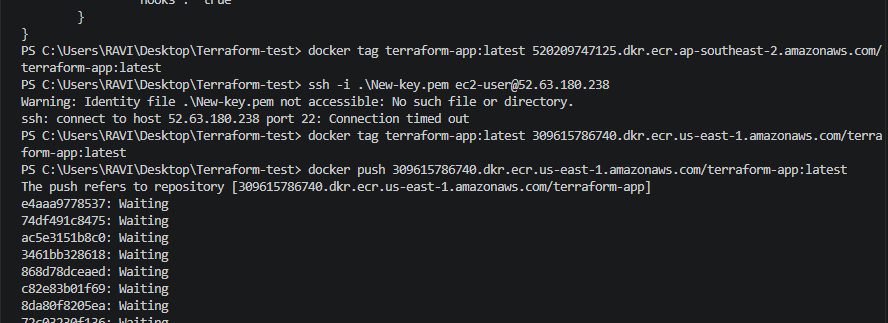 "hooks": "true"
}
}
PS C:\Users\RAVI\Desktop\Terraform-test> docker tag terraform-app:latest 520209747125.dkr.ecr.ap-southeast-2.amazonaws.com/
terraform-app:latest
PS C:\Users\RAVI\Desktop\Terraform-test> ssh -i .\New-key.pem ec2-user@52.63.180.238
Warning: Identity file .\New-key.pem not accessible: No such file or directory.
ssh: connect to host 52.63.180.238 port 22: Connection timed out
PS C:\Users\RAVI\Desktop\Terraform-test> docker tag terraform-app:latest 309615786740.dkr.ecr.us-east-1.amazonaws.com/terra
form-app:latest
PS C:\Users\RAVI\Desktop\Terraform-test> docker push 309615786740.dkr.ecr.us-east-1.amazonaws.com/terraform-app:latest
The push refers to repository [309615786740.dkr.ecr.us-east-1.amazonaws.com/terraform-app]
e4aaa9778537: Waiting
74df491c8475: Waiting
ac5e3151b8c0: Waiting
3461bb328618: Waiting
868d78dceaed: Waiting
c82e83b01f69: Waiting
8da80f8205ea: Waiting
72c03230f136: Waiting